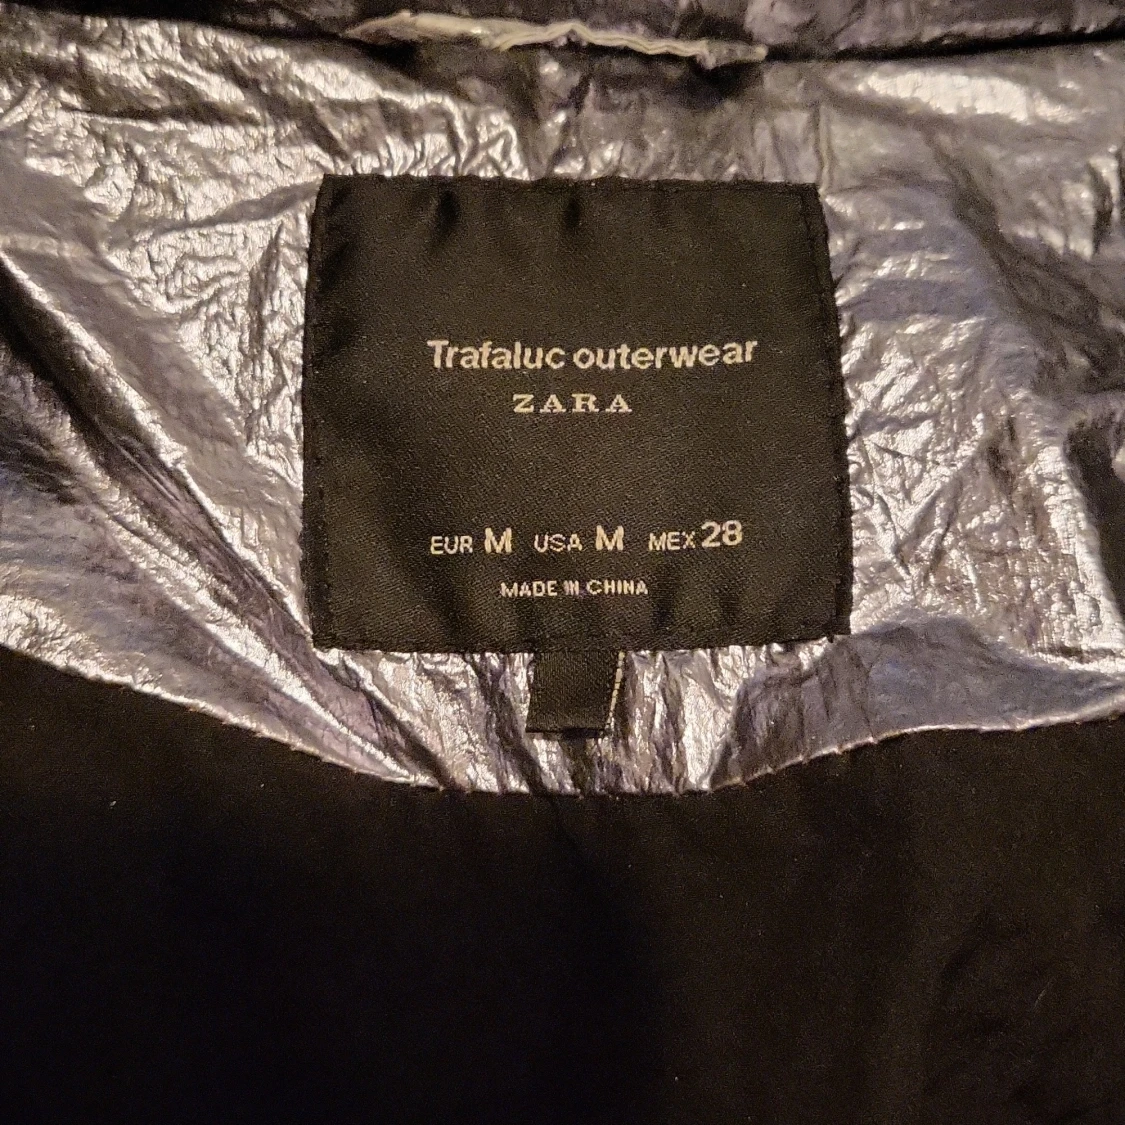 Trafaluc outerwear
ZARA
EUR M USA M MEX 28
MADE IN CHINA